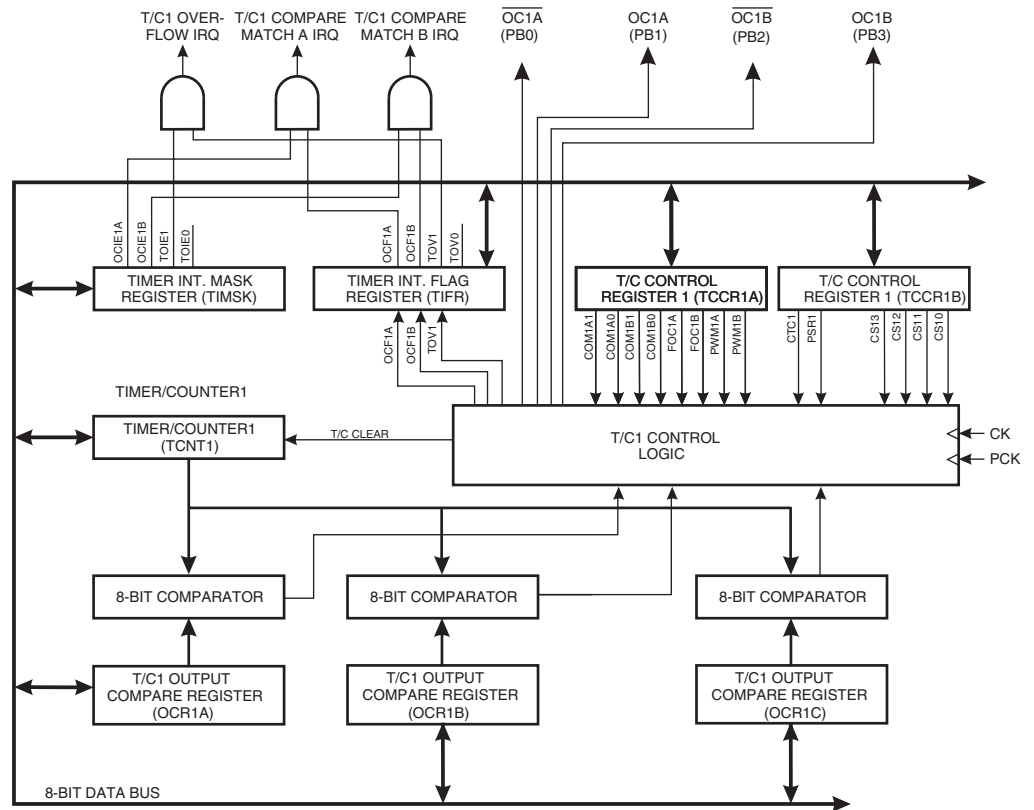 T/C1 OVER-
FLOW IRQ
T/C1 COMPARE
MATCH A IRQ
T/C1 COMPARE
MATCH B IRQ
OC1A
(PB0)
OC1A
(PB1)
OC1B
(PB2)
OC1B
(PB3)
OCIE1A
OCIE1B
TOIE1
TOIE0
OCF1A
OCF1B
TOV1
TOV0
TIMER INT. MASK
REGISTER (TIMSK)
TIMER INT. FLAG
REGISTER (TIFR)
T/C CONTROL
REGISTER 1 (TCCR1A)
T/C CONTROL
REGISTER 1 (TCCR1B)
OCF1A
OCF1B
TOV1
COM1A1
COM1A0
COM1B1
COM1B0
FOC1A
FOC1B
PWM1A
PWM1B
CTC1
PSR1
CS13
CS12
CS11
CS10
TIMER/COUNTER1
TIMER/COUNTER1
(TCNT1)
T/C CLEAR
T/C1 CONTROL
LOGIC
CK
PCK
8-BIT COMPARATOR
8-BIT COMPARATOR
8-BIT COMPARATOR
T/C1 OUTPUT
COMPARE REGISTER
(OCR1A)
T/C1 OUTPUT
COMPARE REGISTER
(OCR1B)
T/C1 OUTPUT
COMPARE REGISTER
(OCR1C)
8-BIT DATA BUS